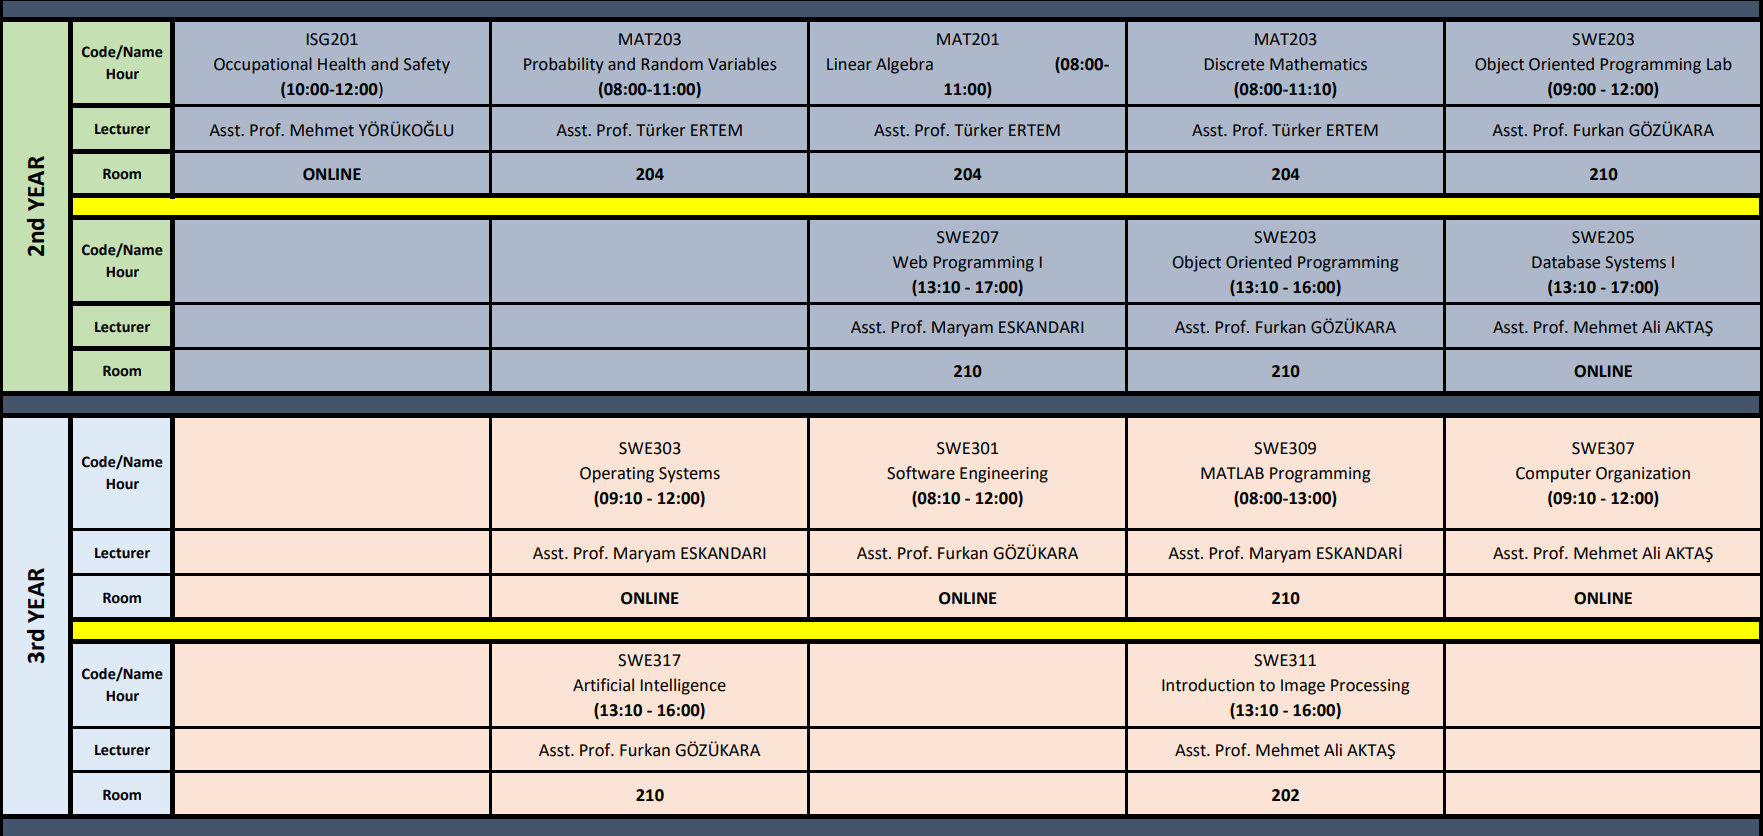 2nd YEAR
Code/Name Hour
ISG201
Occupational Health and Safety
(10:00-12:00)
MAT203
Probability and Random Variables
(08:00-11:00)
MAT201
Linear Algebra (08:00-
11:00)
MAT203
Discrete Mathematics
(08:00-11:10)
SWE203
Object Oriented Programming Lab
(09:00 - 12:00)
Lecturer
Asst. Prof. Mehmet YÖRÜKOĞLU
Asst. Prof. Türker ERTEM
Asst. Prof. Türker ERTEM
Asst. Prof. Türker ERTEM
Asst. Prof. Furkan GÖZÜKARA
Room
ONLINE
204
204
204
210
Code/Name
Hour
SWE207
Web Programming I
(13:10 - 17:00)
SWE203
Object Oriented Programming
(13:10 - 16:00)
SWE205
Database Systems I
(13:10 - 17:00)
Lecturer
Asst. Prof. Maryam ESKANDARI
Asst. Prof. Furkan GÖZÜKARA
Asst. Prof. Mehmet Ali AKTAŞ
Room
210
210
ONLINE
3rd YEAR
Code/Name
Hour
SWE303
Operating Systems
(09:10 - 12:00)
SWE301
Software Engineering
(08:10 - 12:00)
SWE309
MATLAB Programming
(08:00-13:00)
SWE307
Computer Organization
(09:10 - 12:00)
Lecturer
Asst. Prof. Maryam ESKANDARI
Asst. Prof. Furkan GÖZÜKARA
Asst. Prof. Maryam ESKANDARİ
Asst. Prof. Mehmet Ali AKTAŞ
Room
ONLINE
ONLINE
210
ONLINE
Code/Name
Hour
SWE317
Artificial Intelligence
(13:10 - 16:00)
SWE311
Introduction to Image Processing
(13:10 - 16:00)
Lecturer
Asst. Prof. Furkan GÖZÜKARA
Asst. Prof. Mehmet Ali AKTAŞ
Room
210
202